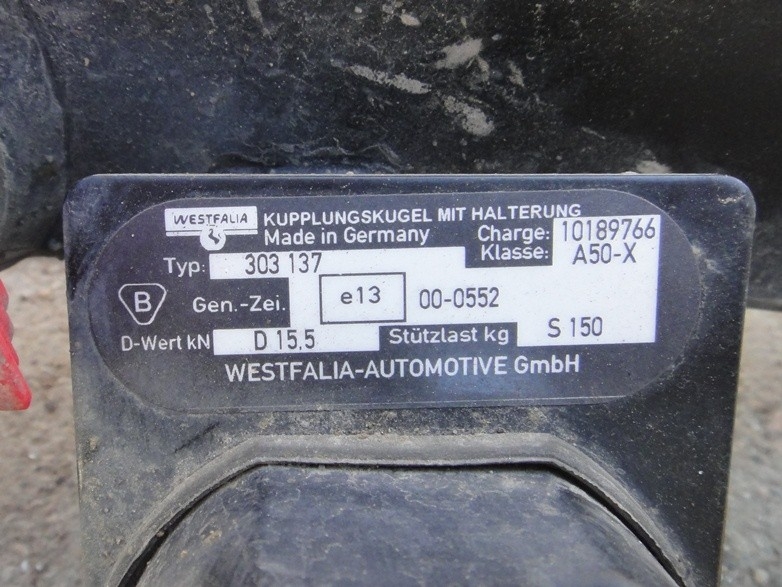 WESTFALIA KUPPLUNGSKUGEL MIT HALTERUNG
Made in Germany Charge: 10189766
Klasse: A50-X
Typ: 303 137
B Gen.-Zei. e13 00-0552
D-Wert kN D 15,5 Stützlast kg S 150
WESTFALIA-AUTOMOTIVE GmbH